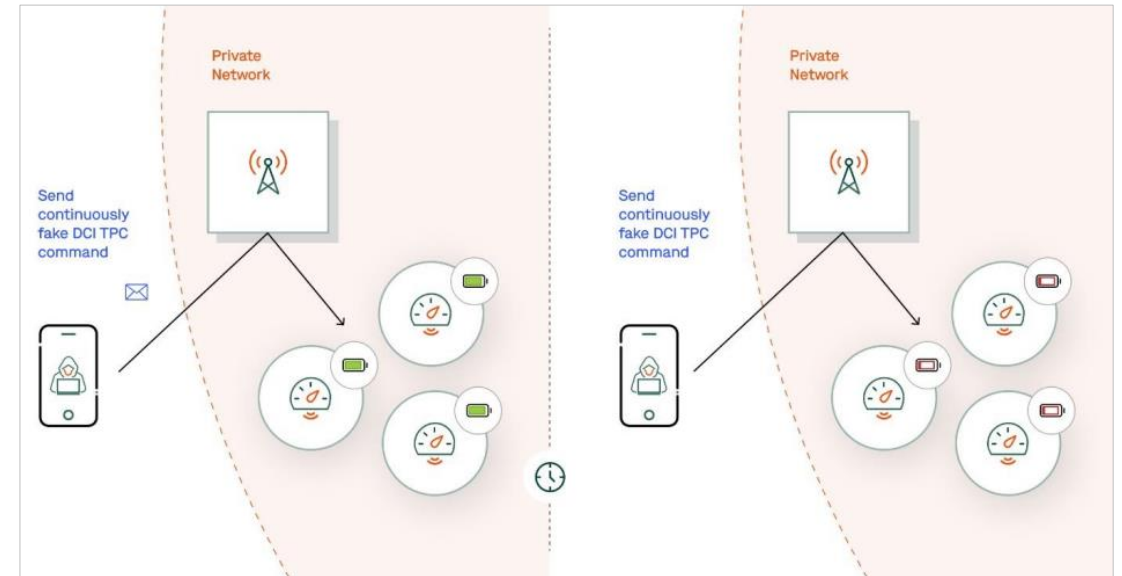 Private
Network
Send
continuously
fake DCI TPC
command
Private
Network
Send
continuously
fake DCI TPC
command